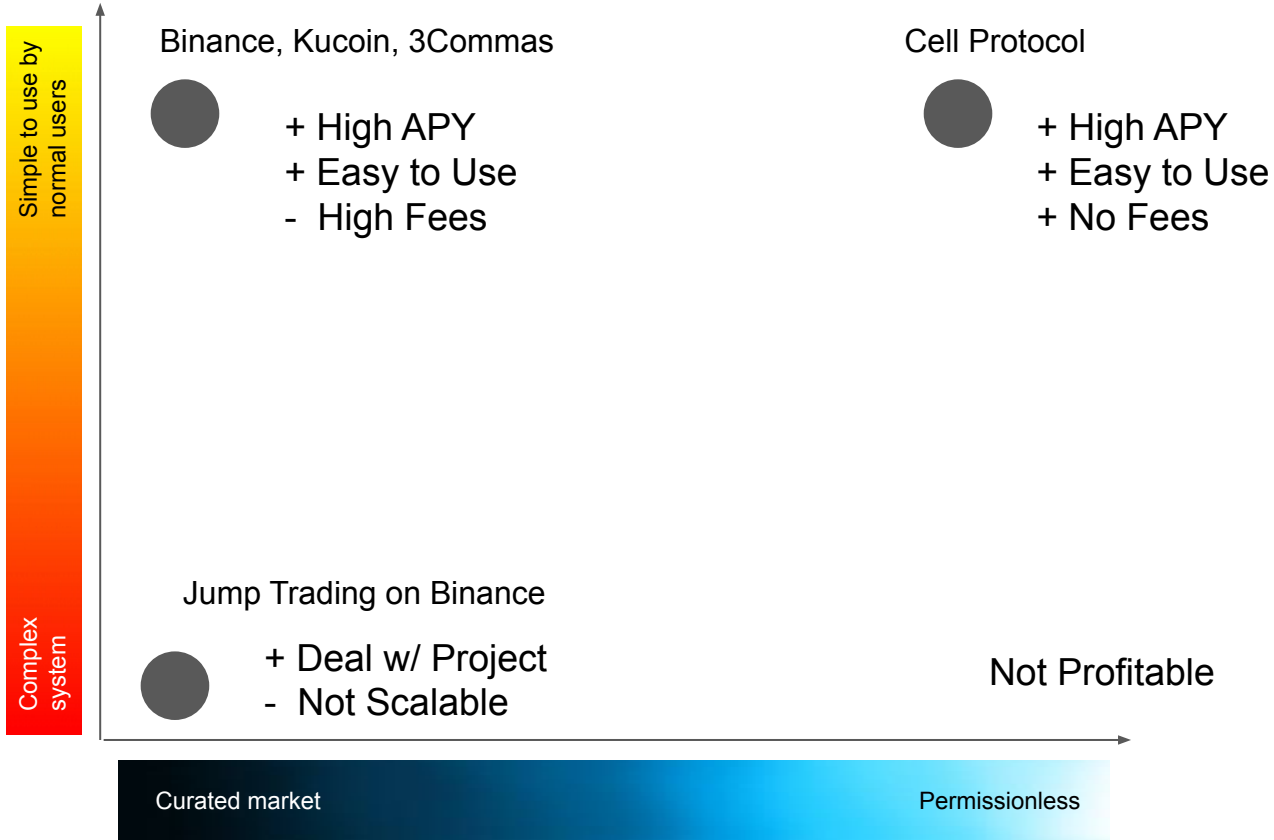 Simple to use by
normal users
Binance, Kucoin, 3Commas
+ High APY
+ Easy to Use
- High Fees
Cell Protocol
+ High APY
+ Easy to Use
+ No Fees
Complex
system
Jump Trading on Binance
+ Deal w/ Project
- Not Scalable
Not Profitable
Curated market
Permissionless